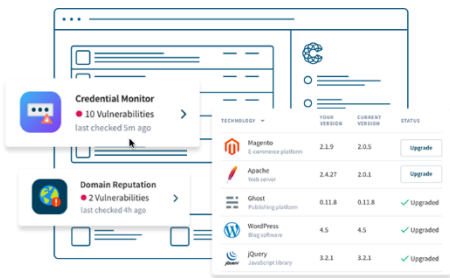 Credential Monitor
10 Vulnerabilities
last checked 5m ago
Domain Reputation
2 Vulnerabilities
last checked 4h ago
TECHNOLOGY YOUR VERSION CURRENT VERSION STATUS
Magento 2.1.9 2.0.5 Upgrade
E-commerce platform
Apache 2.4.27 2.0.1 Upgrade
Web server
Ghost 0.11.8 0.11.8 Upgraded
Publishing platform
WordPress 4.5 4.5 Upgraded
Blog software
jQuery 3.2.1 3.2.1 Upgraded
JavaScript library